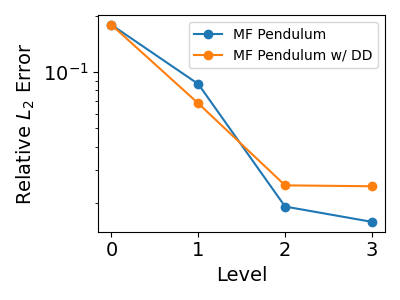 MF Pendulum
MF Pendulum w/ DD
10⁻¹
Relative L₂ Error
0 1 2 3
Level